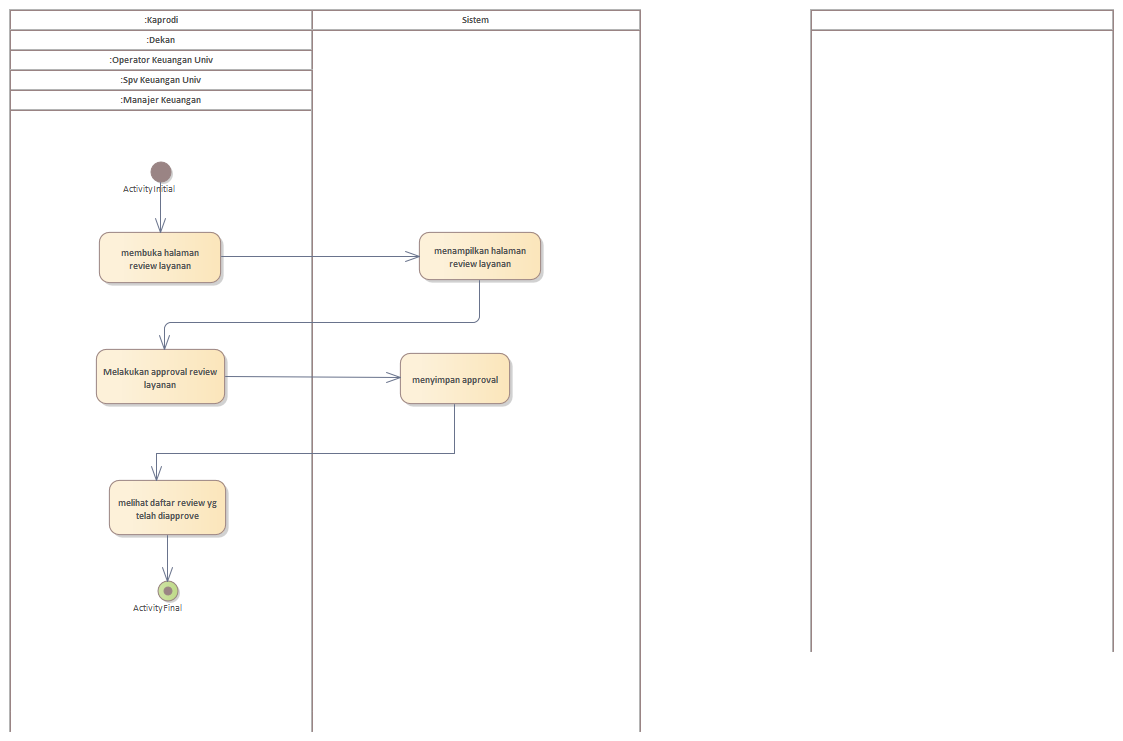 :Kaprodi
Sistem
:Dekan
:Operator Keuangan Univ
:Spv Keuangan Univ
:Manajer Keuangan
ActivityInitial
membuka halaman
review layanan
menampilkan halaman
review layanan
Melakukan approval review
layanan
menyimpan approval
melihat daftar review yg
telah diapprove
ActivityFinal